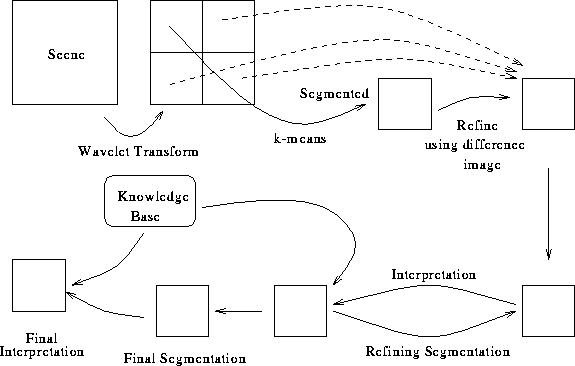 Scene
Segmented
Wavelet Transform
k-means
Refine
using difference
image
Knowledge
Base
Interpretation
Final
Interpretation
Final Segmentation
Refining Segmentation